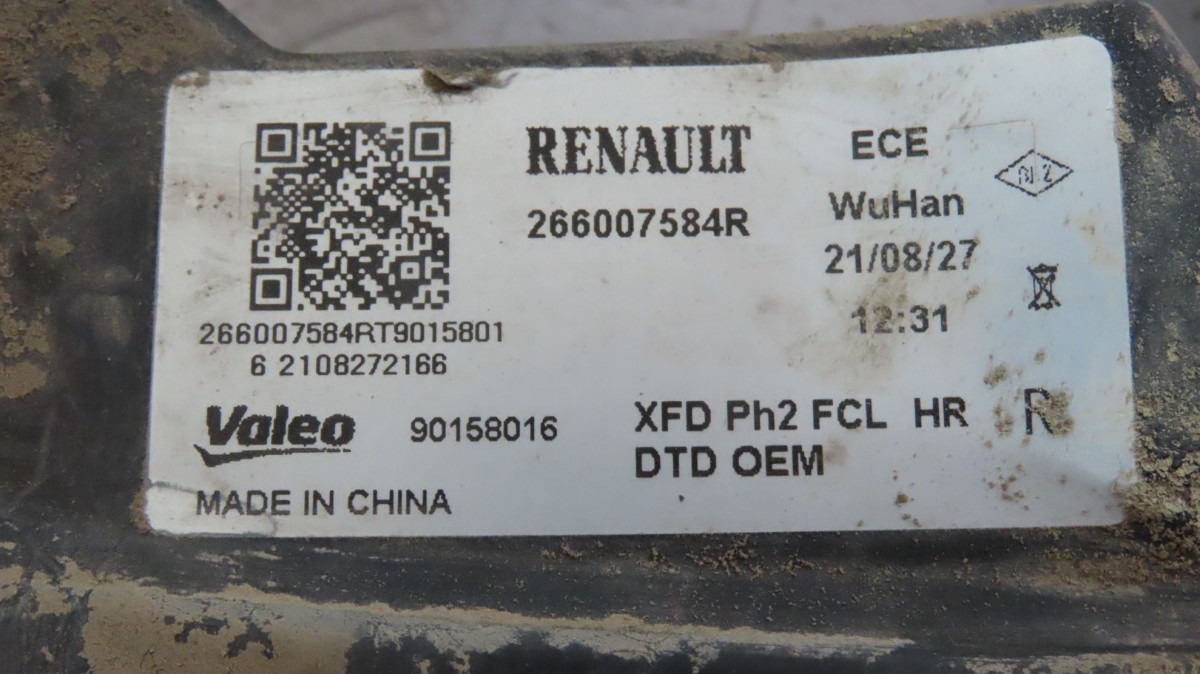 RENAULT
266007584R
ECE
WuHan
21/08/27
12:31
266007584RT9015801
6 2108272166
Valeo
90158016
XFD Ph2 FCL HR
DTD OEM
R
MADE IN CHINA